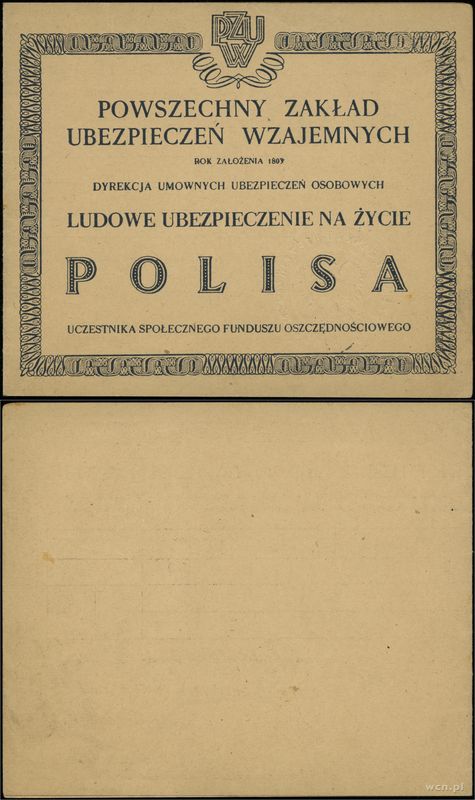 PZUW
POWSZECHNY ZAKŁAD
UBEZPIECZEŃ WZAJEMNYCH
ROK ZAŁOŻENIA 1803
DYREKCJA UMOWNYCH UBEZPIECZEŃ OSOBOWYCH
LUDOWE UBEZPIECZENIE NA ŻYCIE
POLISA
UCZESTNIKA SPOŁECZNEGO FUNDUSZU OSZCZĘDNOŚCIOWEGO
wcn.pl